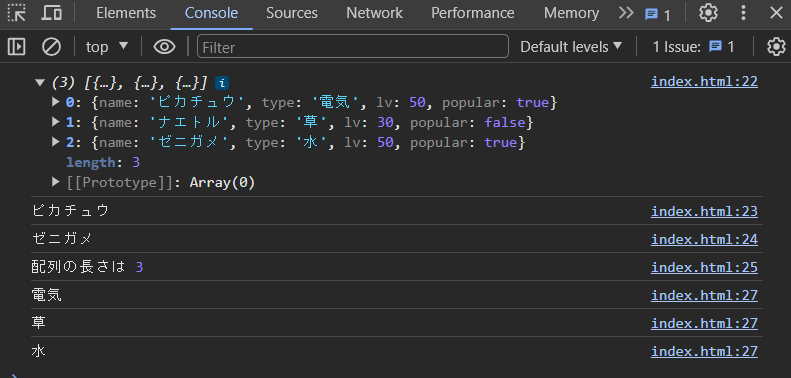 Elements Console Sources Network Performance Memory 1
top Filter Default levels 1 Issue: 1
(3) [{…}, {…}, {…}] i index.html:22
0: {name: 'ピカチュウ', type: '電気', lv: 50, popular: true}
1: {name: 'ナエトル', type: '草', lv: 30, popular: false}
2: {name: 'ゼニガメ', type: '水', lv: 50, popular: true}
length: 3
[[Prototype]]: Array(0)
ピカチュウ index.html:23
ゼニガメ index.html:24
配列の長さは 3 index.html:25
電気 index.html:27
草 index.html:27
水 index.html:27